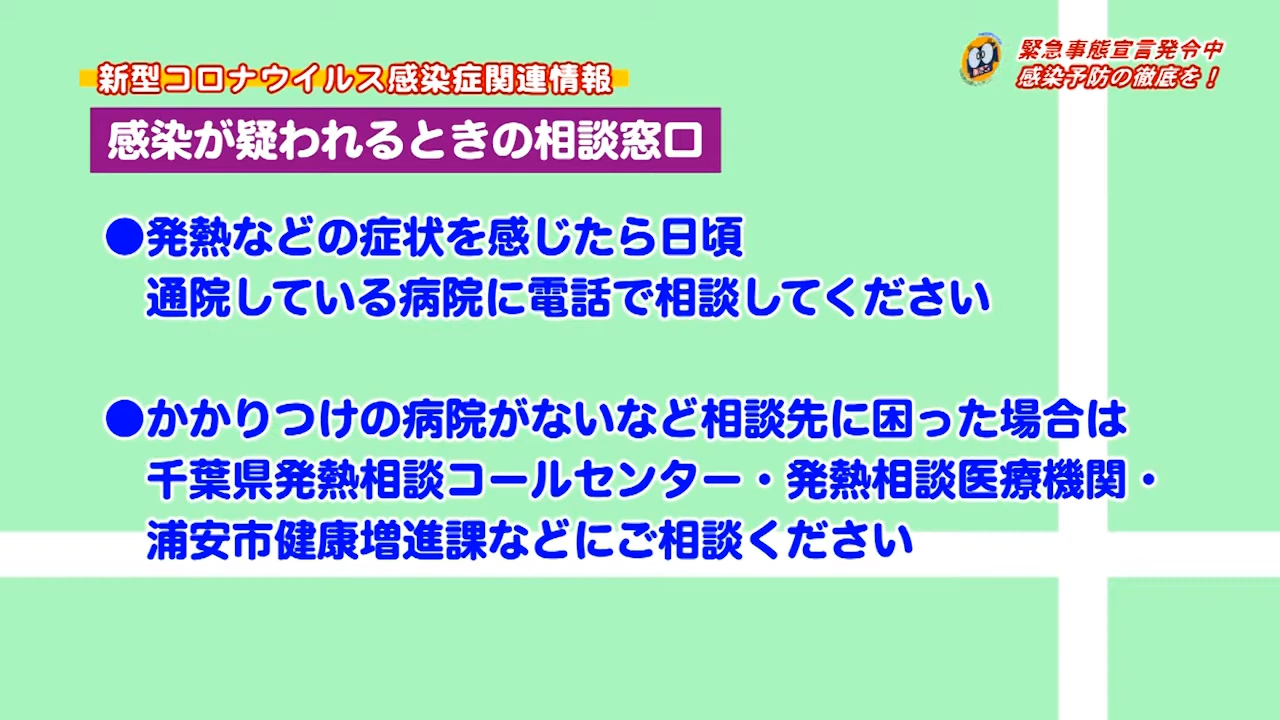 新型コロナウイルス感染症関連情報
緊急事態宣言発令中
感染予防の徹底を！
感染が疑われるときの相談窓口
●発熱などの症状を感じたら日頃
通院している病院に電話で相談してください
●かかりつけの病院がないなど相談先に困った場合は
千葉県発熱相談コールセンター・発熱相談医療機関・
浦安市健康増進課などにご相談ください